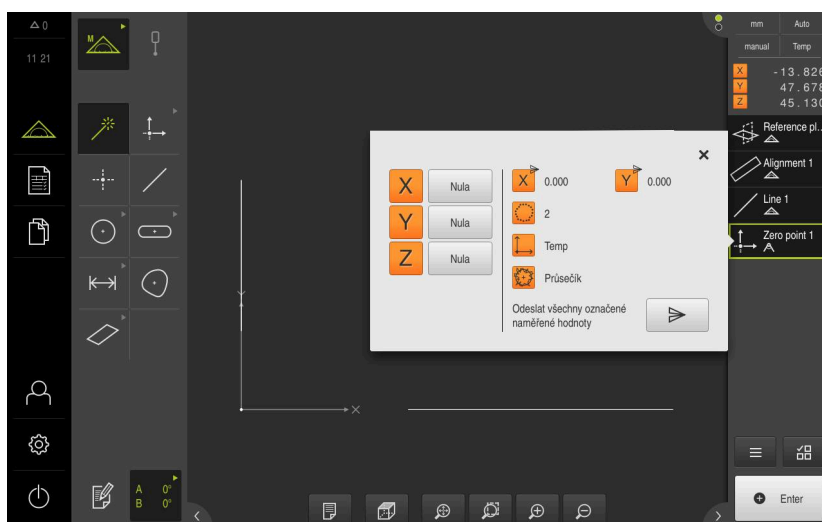 0
11 21
M
A 0°
B 0°
X Nula
Y Nula
Z Nula
X 0.000 Y 0.000
2
Temp
Průsečík
Odeslat všechny označené
naměřené hodnoty
mm Auto
manual Temp
X -13.826
Y 47.678
Z 45.130
Reference pl..
Alignment 1
Line 1
Zero point 1
Enter